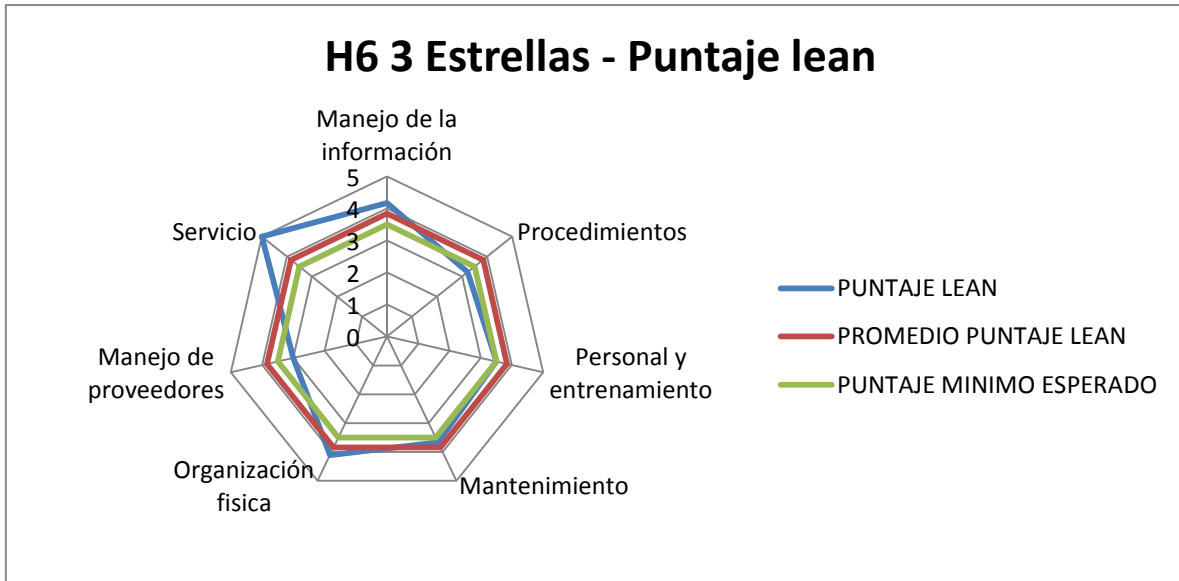 H6 3 Estrellas - Puntaje lean
Manejo de la
información
5
4
3
2
1
0
Servicio
Procedimientos
Manejo de
proveedores
Personal y
entrenamiento
Organización
fisica
Mantenimiento
PUNTAJE LEAN
PROMEDIO PUNTAJE LEAN
PUNTAJE MINIMO ESPERADO